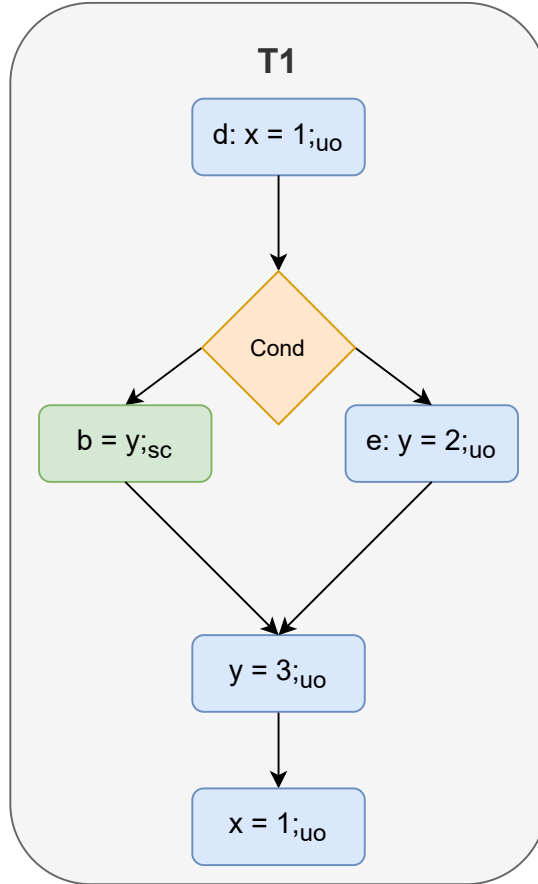 T1
d: x = 1;uo
Cond
b = y;sc
e: y = 2;uo
y = 3;uo
x = 1;uo